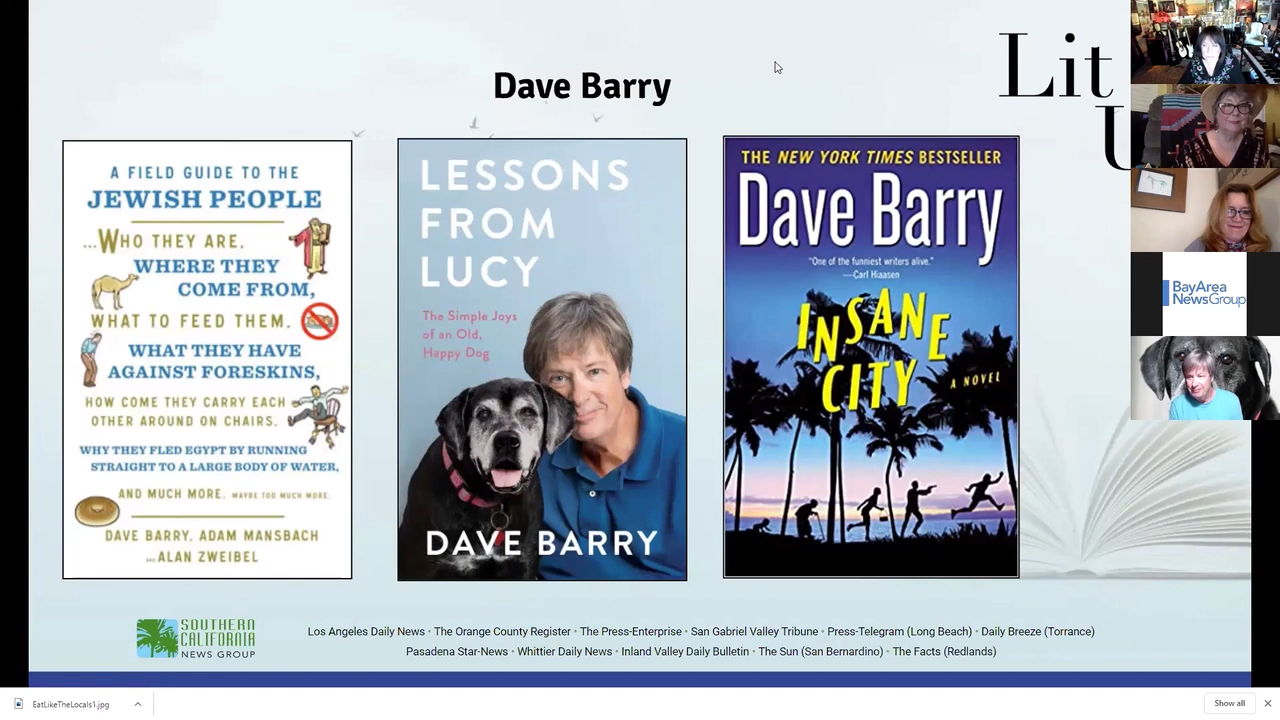 Dave Barry
Lit
U
A FIELD GUIDE TO THE
JEWISH PEOPLE
...WHO THEY ARE,
WHERE THEY
COME FROM,
WHAT TO FEED THEM,
WHAT THEY HAVE
AGAINST FORESKINS,
HOW COME THEY CARRY EACH
OTHER AROUND ON CHAIRS,
WHY THEY FLED EGYPT BY RUNNING
STRAIGHT TO A LARGE BODY OF WATER,
AND MUCH MORE. MAYBE TOO MUCH MORE.
DAVE BARRY, ADAM MANSBACH
AND ALAN ZWEIBEL
LESSONS
FROM
LUCY
The Simple Joys
of an Old,
Happy Dog
DAVE BARRY
THE NEW YORK TIMES BESTSELLER
Dave Barry
"One of the funniest writers alive."
—Carl Hiaasen
INSANE
CITY
A NOVEL
BayArea
NewsGroup
SOUTHERN
CALIFORNIA
NEWS GROUP
Los Angeles Daily News • The Orange County Register • The Press-Enterprise • San Gabriel Valley Tribune • Press-Telegram (Long Beach) • Daily Breeze (Torrance)
Pasadena Star-News • Whittier Daily News • Inland Valley Daily Bulletin • The Sun (San Bernardino) • The Facts (Redlands)
EatLikeTheLocals1.jpg
Show all